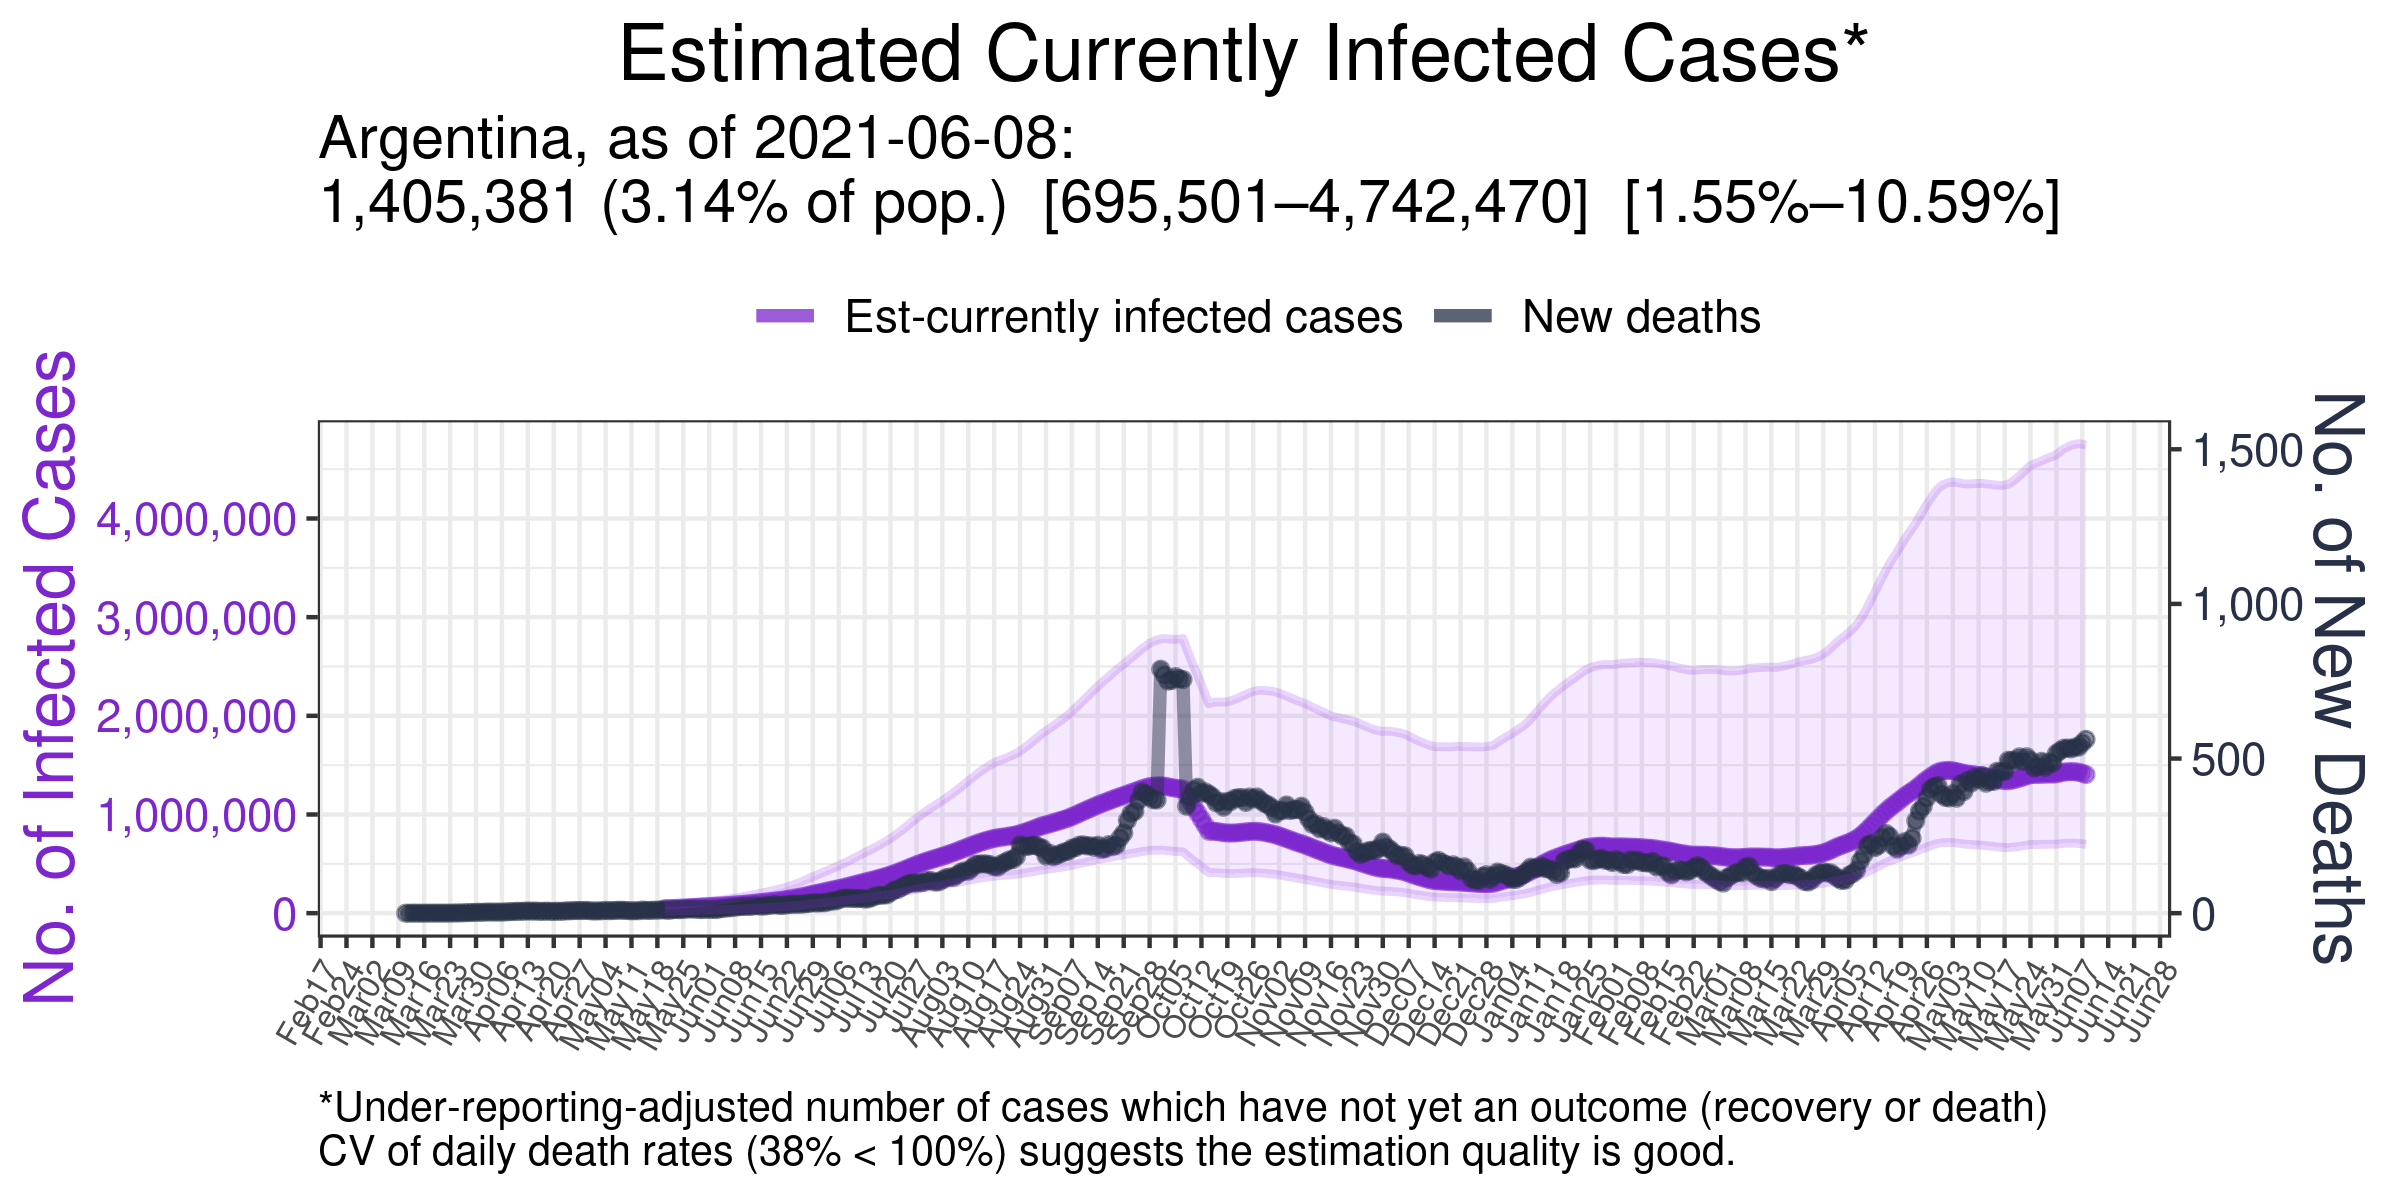 Estimated Currently Infected Cases*
Argentina, as of 2021-06-08:
1,405,381 (3.14% of pop.) [695,501–4,742,470] [1.55%–10.59%]
Est-currently infected cases New deaths
No. of Infected Cases
4,000,000
3,000,000
2,000,000
1,000,000
0
1,500
1,000
500
0
No. of New Deaths
Feb17
Feb24
Mar02
Mar09
Mar16
Mar23
Mar30
Apr06
Apr13
Apr20
Apr27
May04
May11
May18
May25
Jun01
Jun08
Jun15
Jun22
Jun29
Jul06
Jul13
Jul20
Jul27
Aug03
Aug10
Aug17
Aug24
Aug31
Sep07
Sep14
Sep21
Sep28
Oct05
Oct12
Oct19
Oct26
Nov02
Nov09
Nov16
Nov23
Nov30
Dec07
Dec14
Dec21
Dec28
Jan04
Jan11
Jan18
Jan25
Feb01
Feb08
Feb15
Feb22
Mar01
Mar08
Mar15
Mar22
Mar29
Apr05
Apr12
Apr19
Apr26
May03
May10
May17
May24
May31
Jun07
Jun14
Jun21
Jun28
*Under-reporting-adjusted number of cases which have not yet an outcome (recovery or death)
CV of daily death rates (38% < 100%) suggests the estimation quality is good.